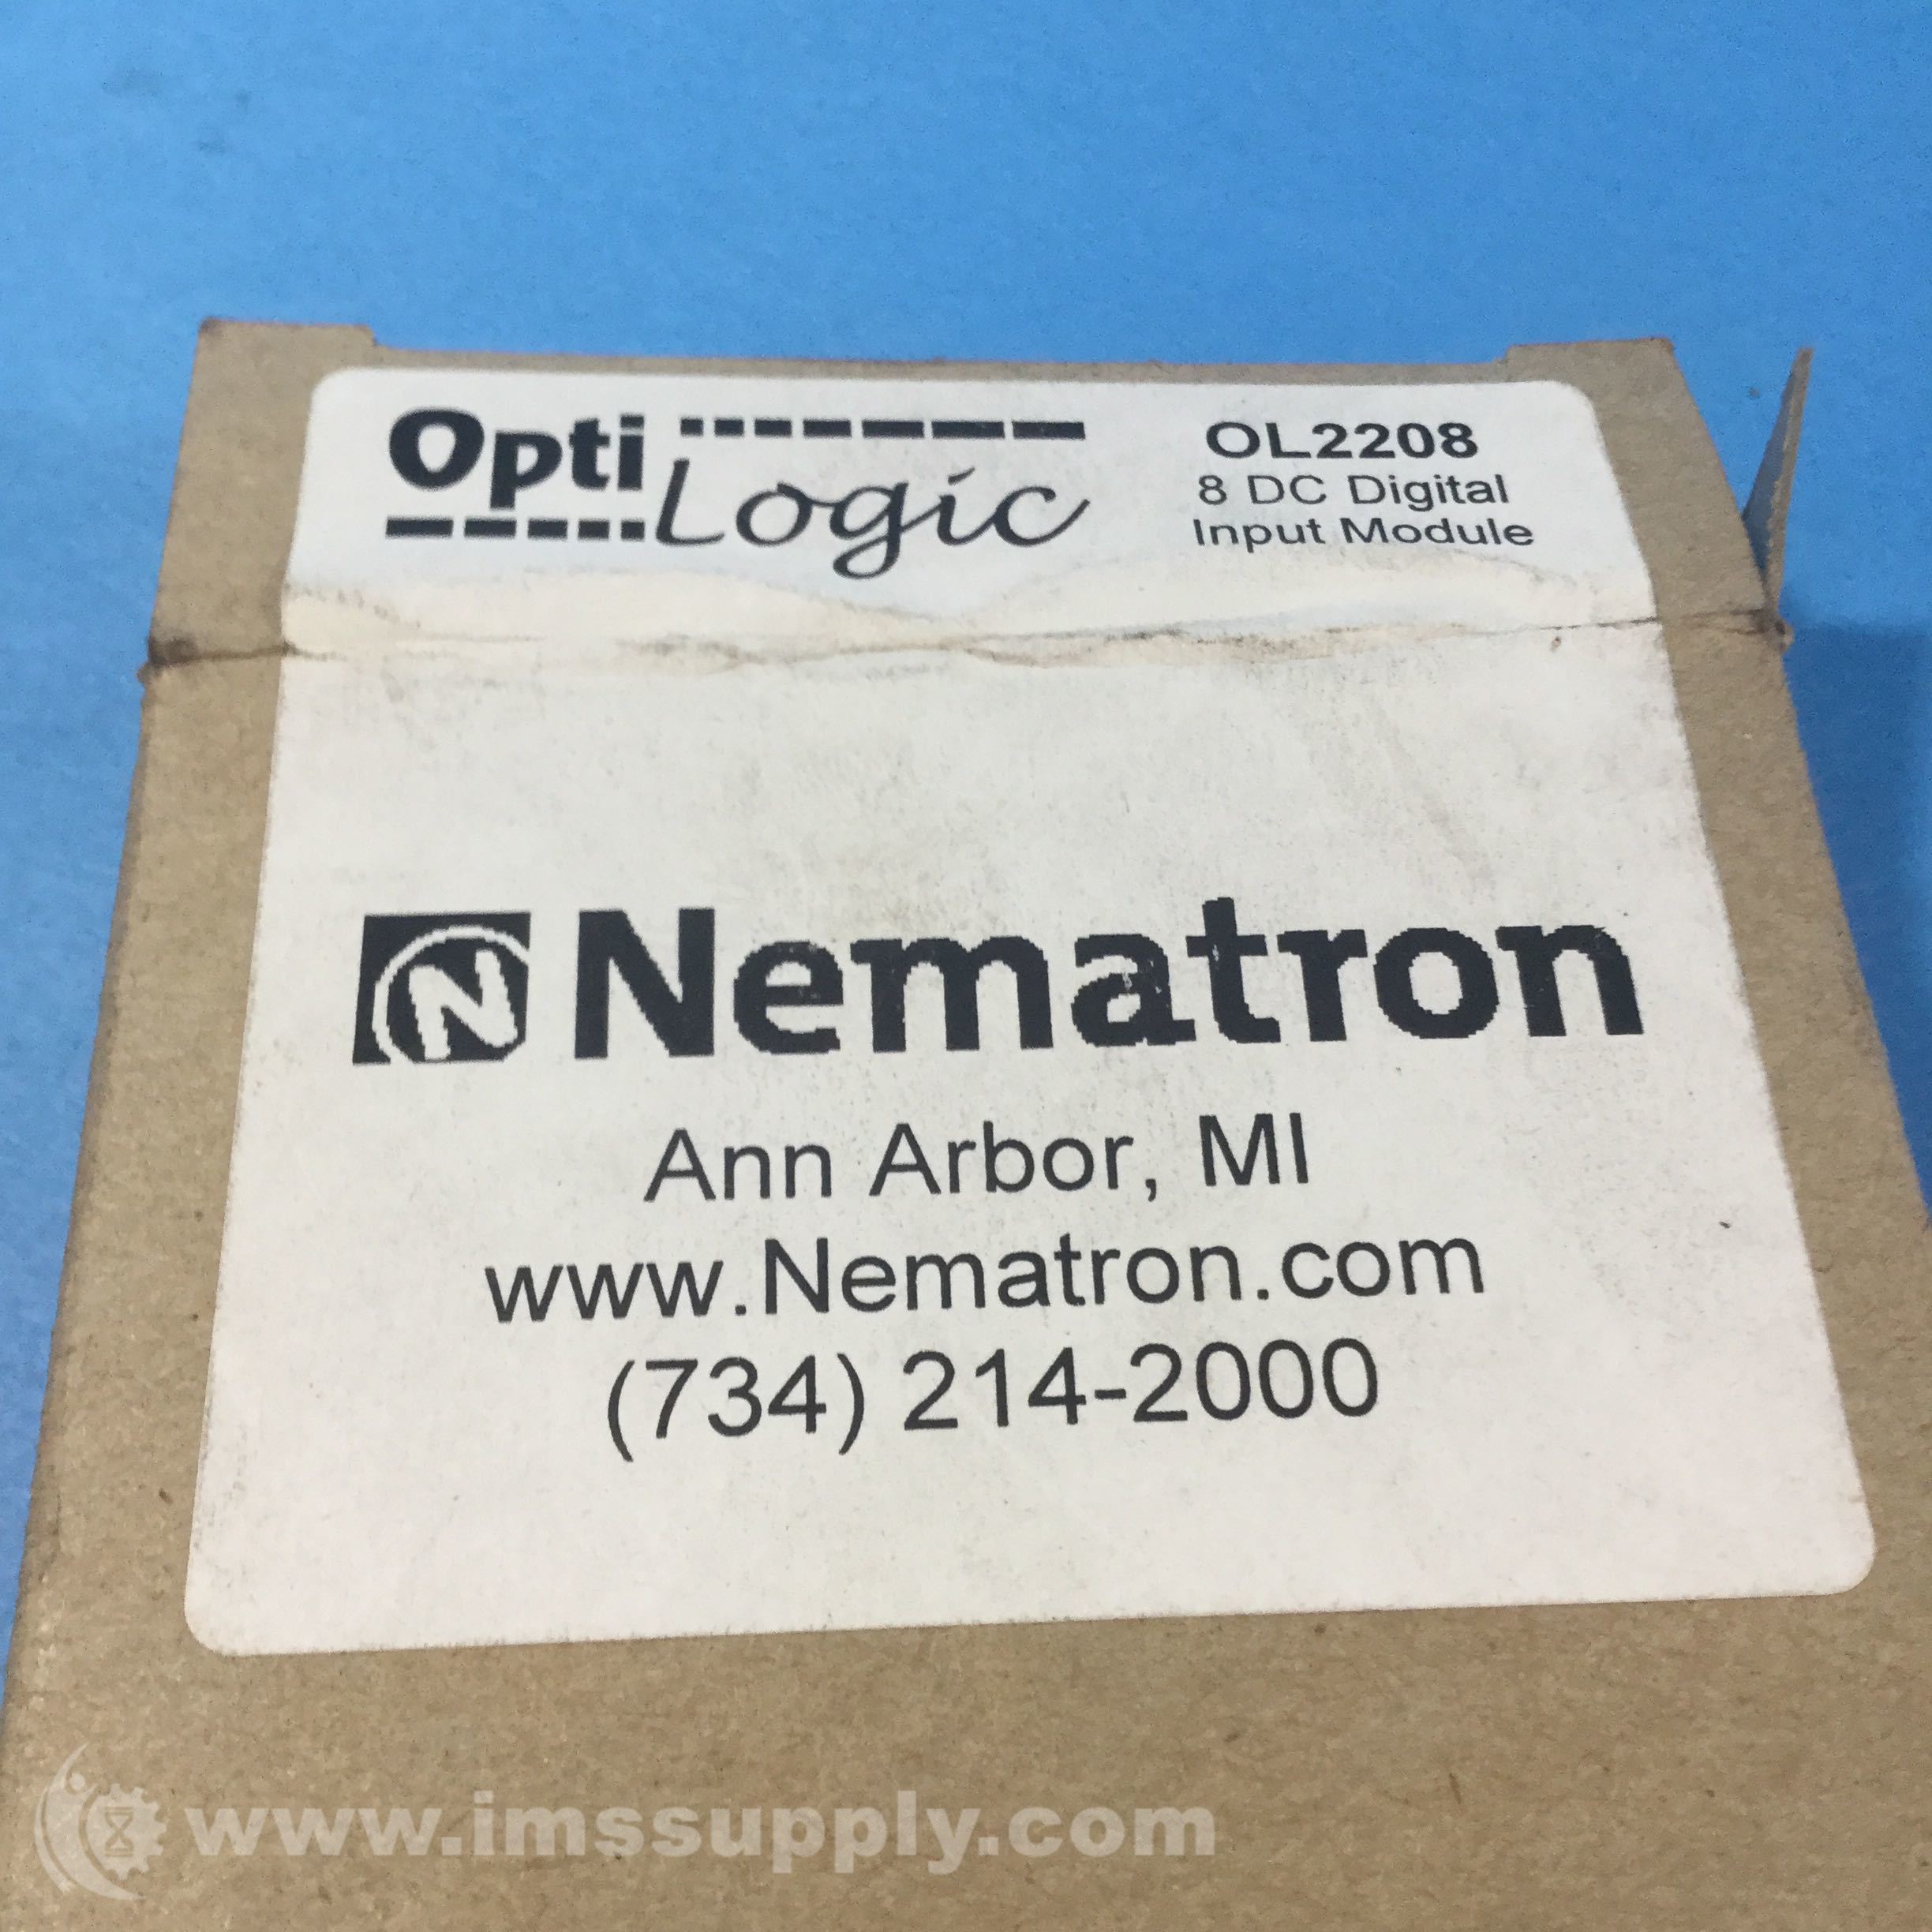 Opti Logic
OL2208
8 DC Digital
Input Module
N Nematron
Ann Arbor, MI
www.Nematron.com
(734) 214-2000
www.imssupply.com